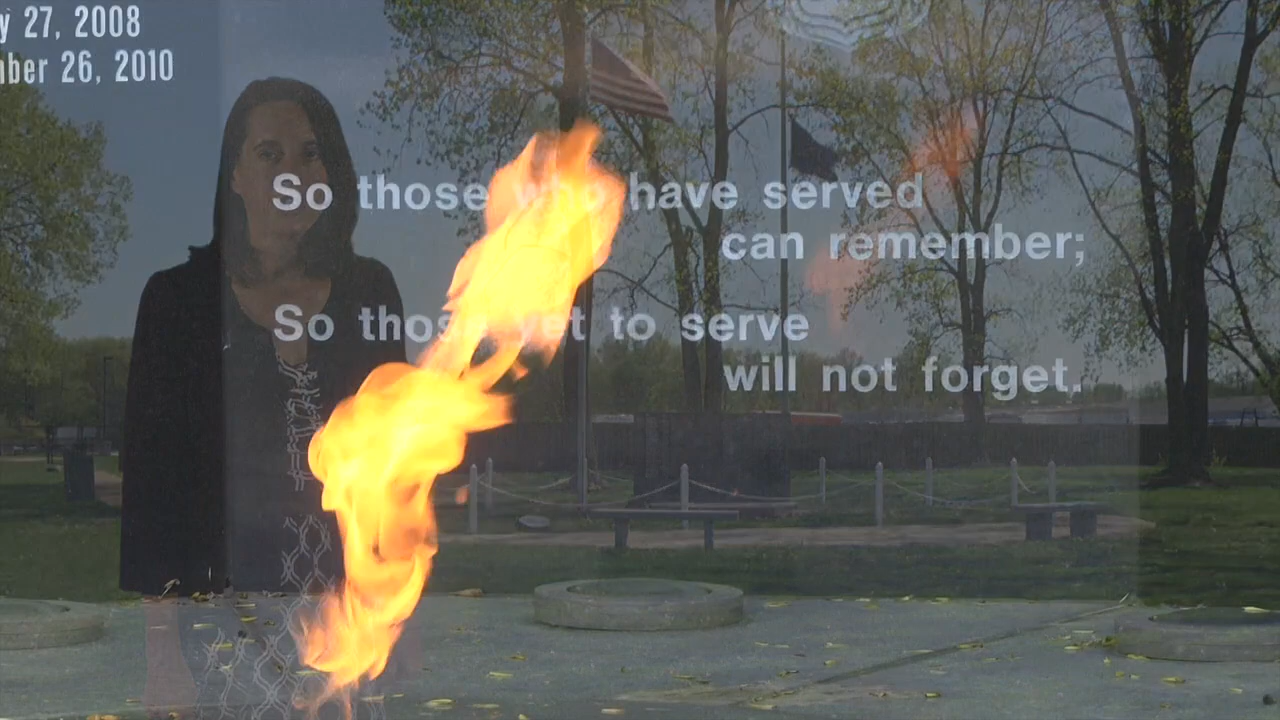 y 27, 2008
mber 26, 2010
So those who have served
can remember;
So those yet to serve
will not forget.